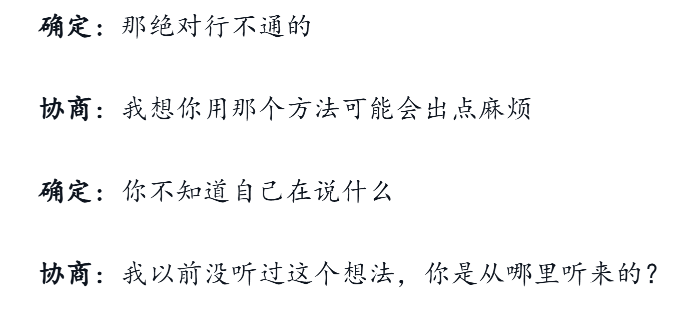 确定：那绝对行不通的
协商：我想你用那个方法可能会出点麻烦
确定：你不知道自己在说什么
协商：我以前没听过这个想法，你是从哪里听来的？